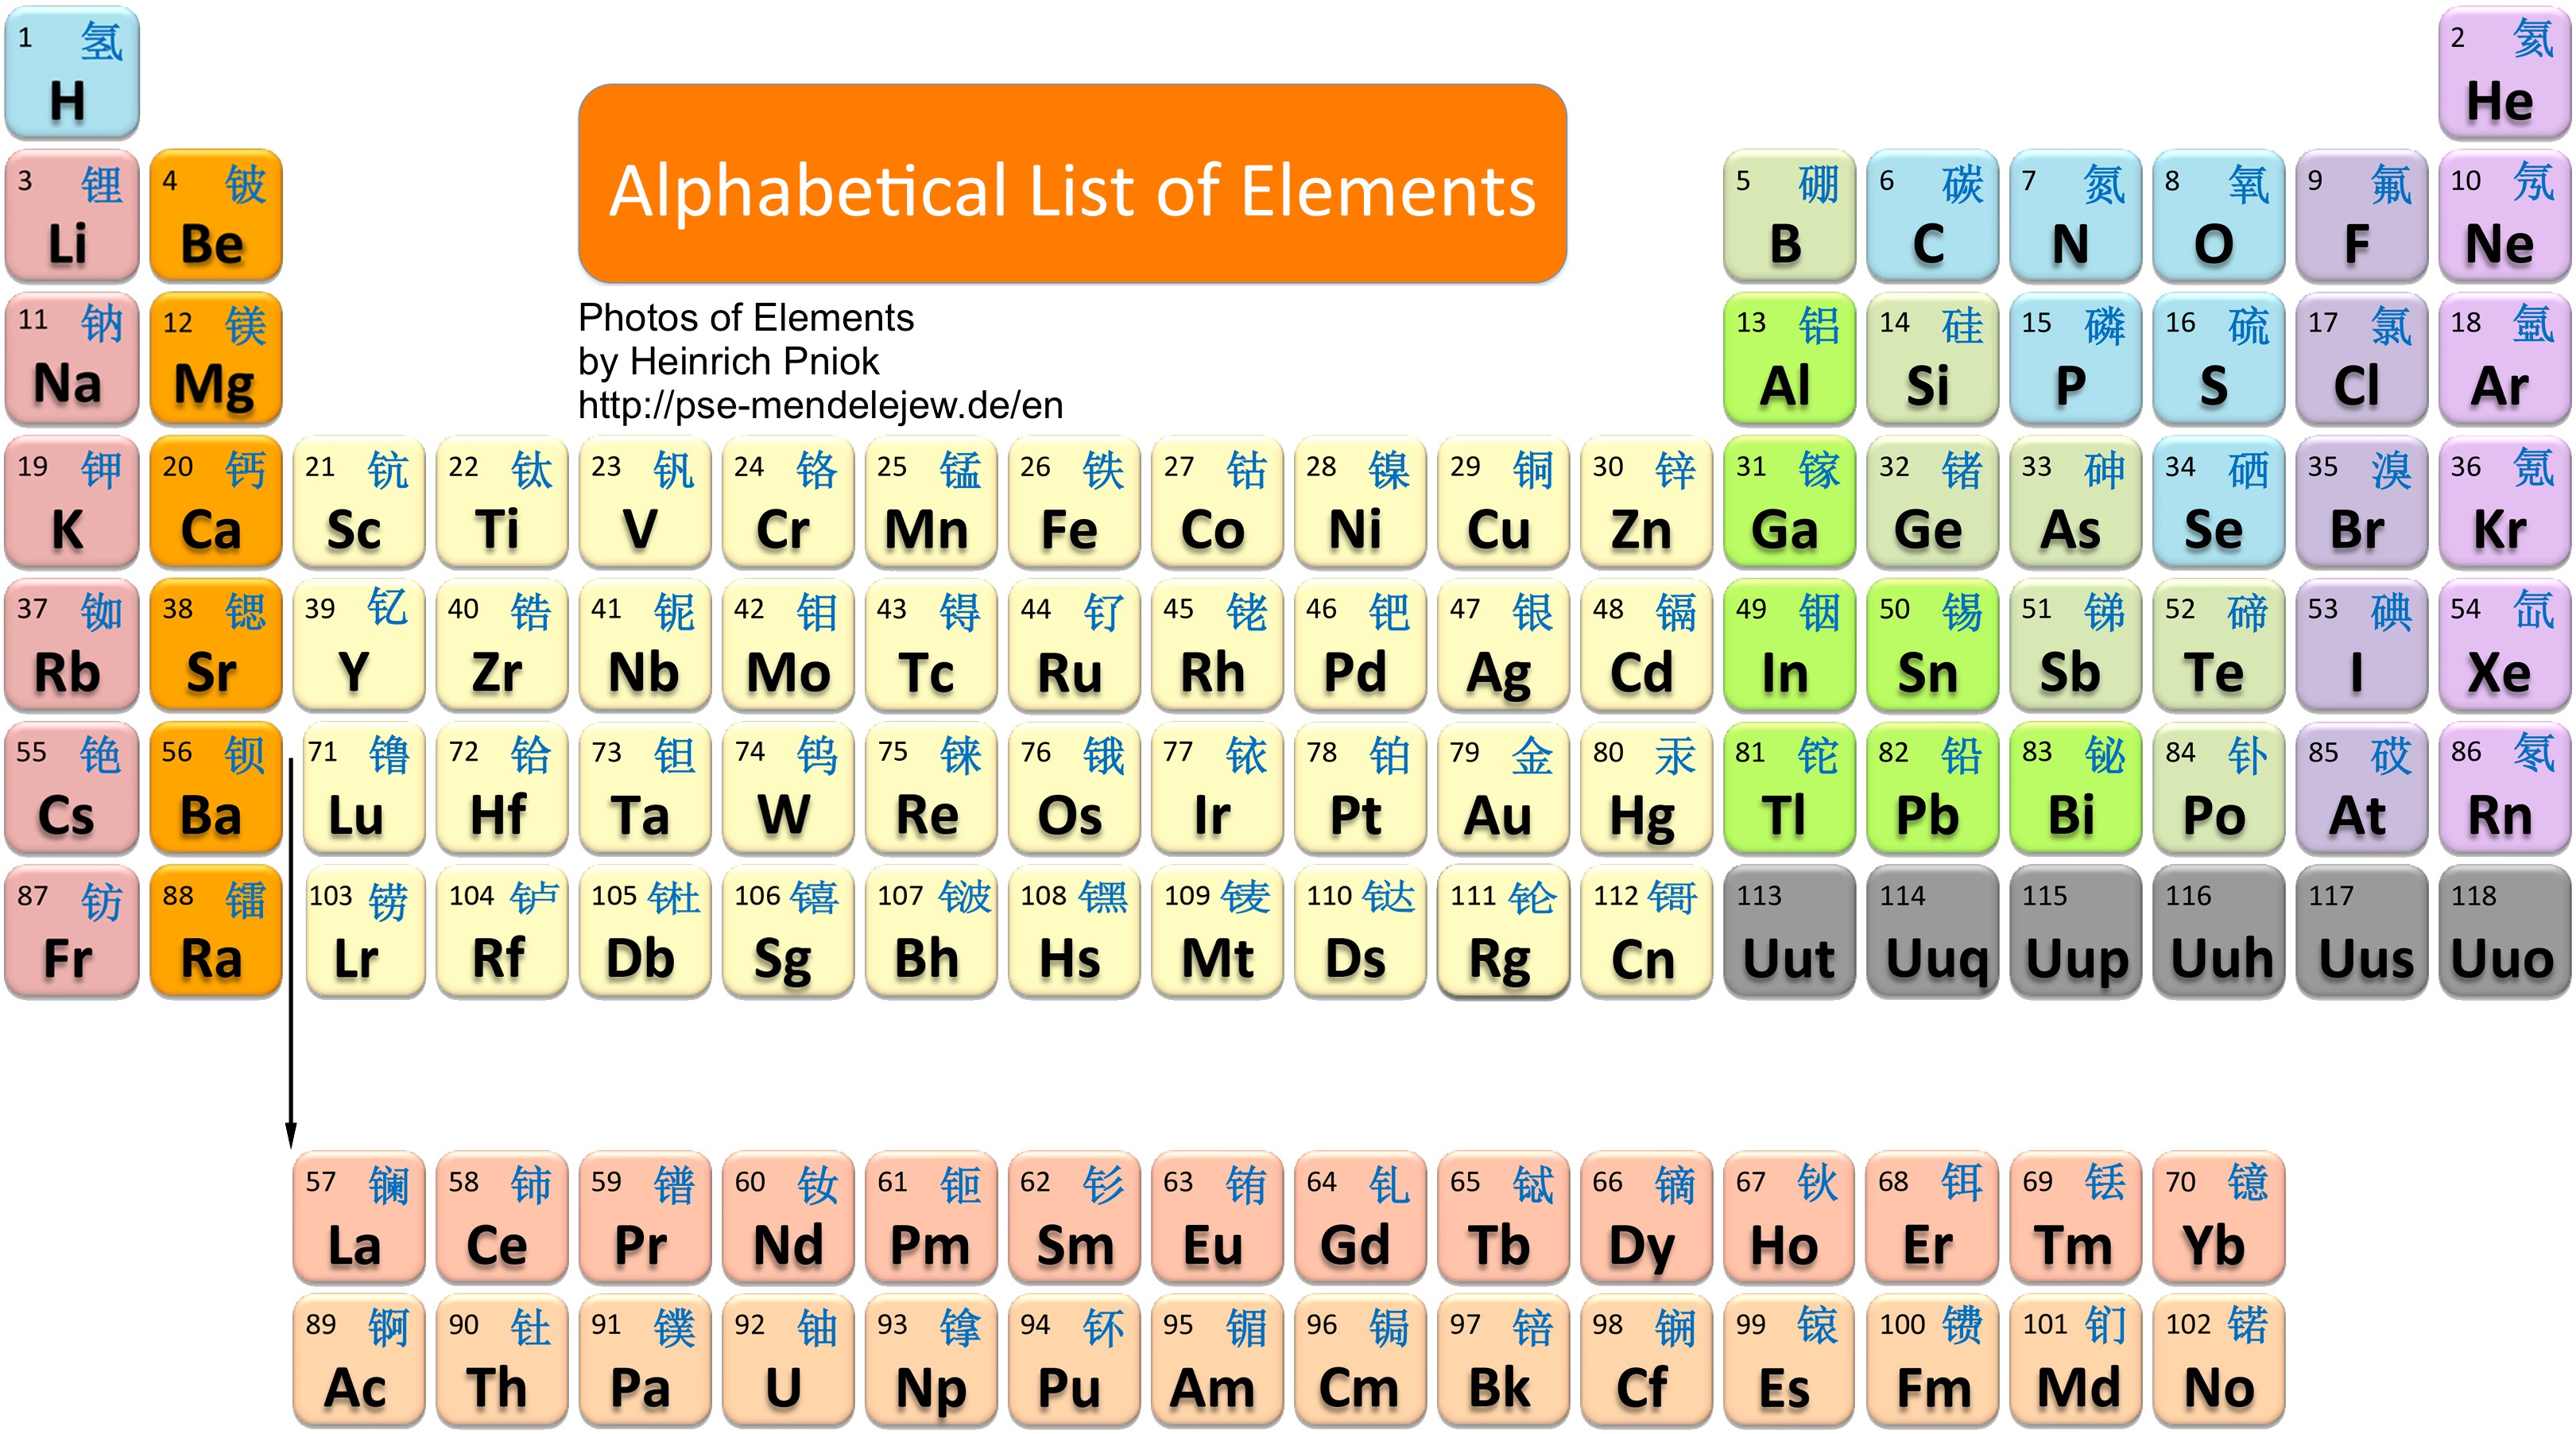 1 氢 2 氦
H He
Alphabetical List of Elements
3 锂 4 铍 5 硼 6 碳 7 氮 8 氧 9 氟 10 氖
Li Be B C N O F Ne
Photos of Elements
by Heinrich Pniok
http://pse-mendelejew.de/en
11 钠 12 镁 13 铝 14 硅 15 磷 16 硫 17 氯 18 氩
Na Mg Al Si P S Cl Ar
19 钾 20 钙 21 钪 22 钛 23 钒 24 铬 25 锰 26 铁 27 钴 28 镍 29 铜 30 锌 31 镓 32 锗 33 砷 34 硒 35 溴 36 氪
K Ca Sc Ti V Cr Mn Fe Co Ni Cu Zn Ga Ge As Se Br Kr
37 铷 38 锶 39 钇 40 锆 41 铌 42 钼 43 锝 44 钌 45 铑 46 钯 47 银 48 镉 49 铟 50 锡 51 锑 52 碲 53 碘 54 氙
Rb Sr Y Zr Nb Mo Tc Ru Rh Pd Ag Cd In Sn Sb Te I Xe
55 铯 56 钡 71 镥 72 铪 73 钽 74 钨 75 铼 76 锇 77 铱 78 铂 79 金 80 汞 81 铊 82 铅 83 铋 84 钋 85 砹 86 氡
Cs Ba Lu Hf Ta W Re Os Ir Pt Au Hg Tl Pb Bi Po At Rn
87 钫 88 镭 103 铹 104 𬬻 105 𬭊 106 𬭳 107 𬭛 108 𬭶 109 鿏 110 𫟼 111 𬬭 112 鿔 113 114 115 116 117 118
Fr Ra Lr Rf Db Sg Bh Hs Mt Ds Rg Cn Uut Uuq Uup Uuh Uus Uuo
57 镧 58 铈 59 镨 60 钕 61 钷 62 钐 63 铕 64 钆 65 铽 66 镝 67 钬 68 铒 69 铥 70 镱
La Ce Pr Nd Pm Sm Eu Gd Tb Dy Ho Er Tm Yb
89 锕 90 钍 91 镤 92 铀 93 镎 94 钚 95 镅 96 锔 97 锫 98 锎 99 锿 100 镄 101 钔 102 锘
Ac Th Pa U Np Pu Am Cm Bk Cf Es Fm Md No